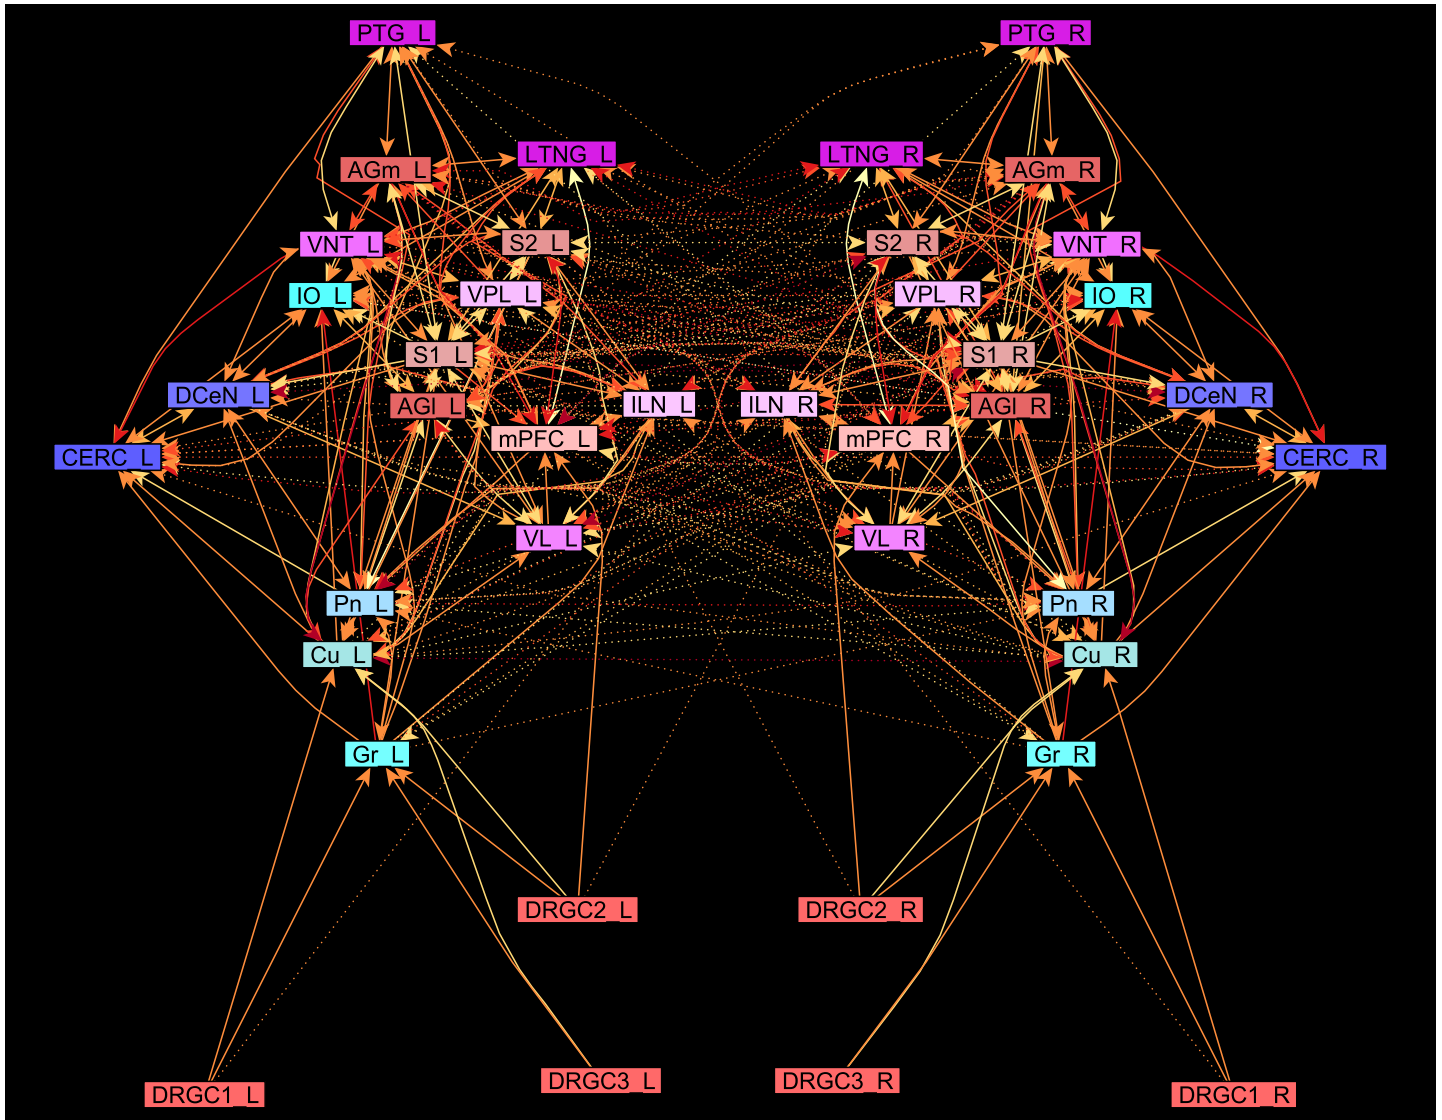 PTG_L
PTG_R
LTNG_L
LTNG_R
AGm_L
AGm_R
VNT_L
S2_L
S2_R
VNT_R
IO_L
VPL_L
VPL_R
IO_R
S1_L
S1_R
DCeN_L
AGl_L
ILN_L
ILN_R
AGl_R
DCeN_R
mPFC_L
mPFC_R
CERC_L
CERC_R
VL_L
VL_R
Pn_L
Pn_R
Cu_L
Cu_R
Gr_L
Gr_R
DRGC2_L
DRGC2_R
DRGC1_L
DRGC3_L
DRGC3_R
DRGC1_R